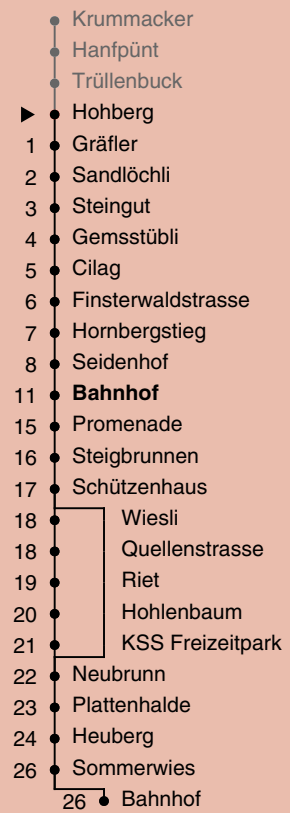 Krummacker
Hanfpünt
Trüllenbuck
Hohberg
1 Gräfler
2 Sandlöchli
3 Steingut
4 Gemsstübli
5 Cilag
6 Finsterwaldstrasse
7 Hornbergstieg
8 Seidenhof
11 Bahnhof
15 Promenade
16 Steigbrunnen
17 Schützenhaus
18 Wiesli
18 Quellenstrasse
19 Riet
20 Hohlenbaum
21 KSS Freizeitpark
22 Neubrunn
23 Plattenhalde
24 Heuberg
26 Sommerwies
26 Bahnhof